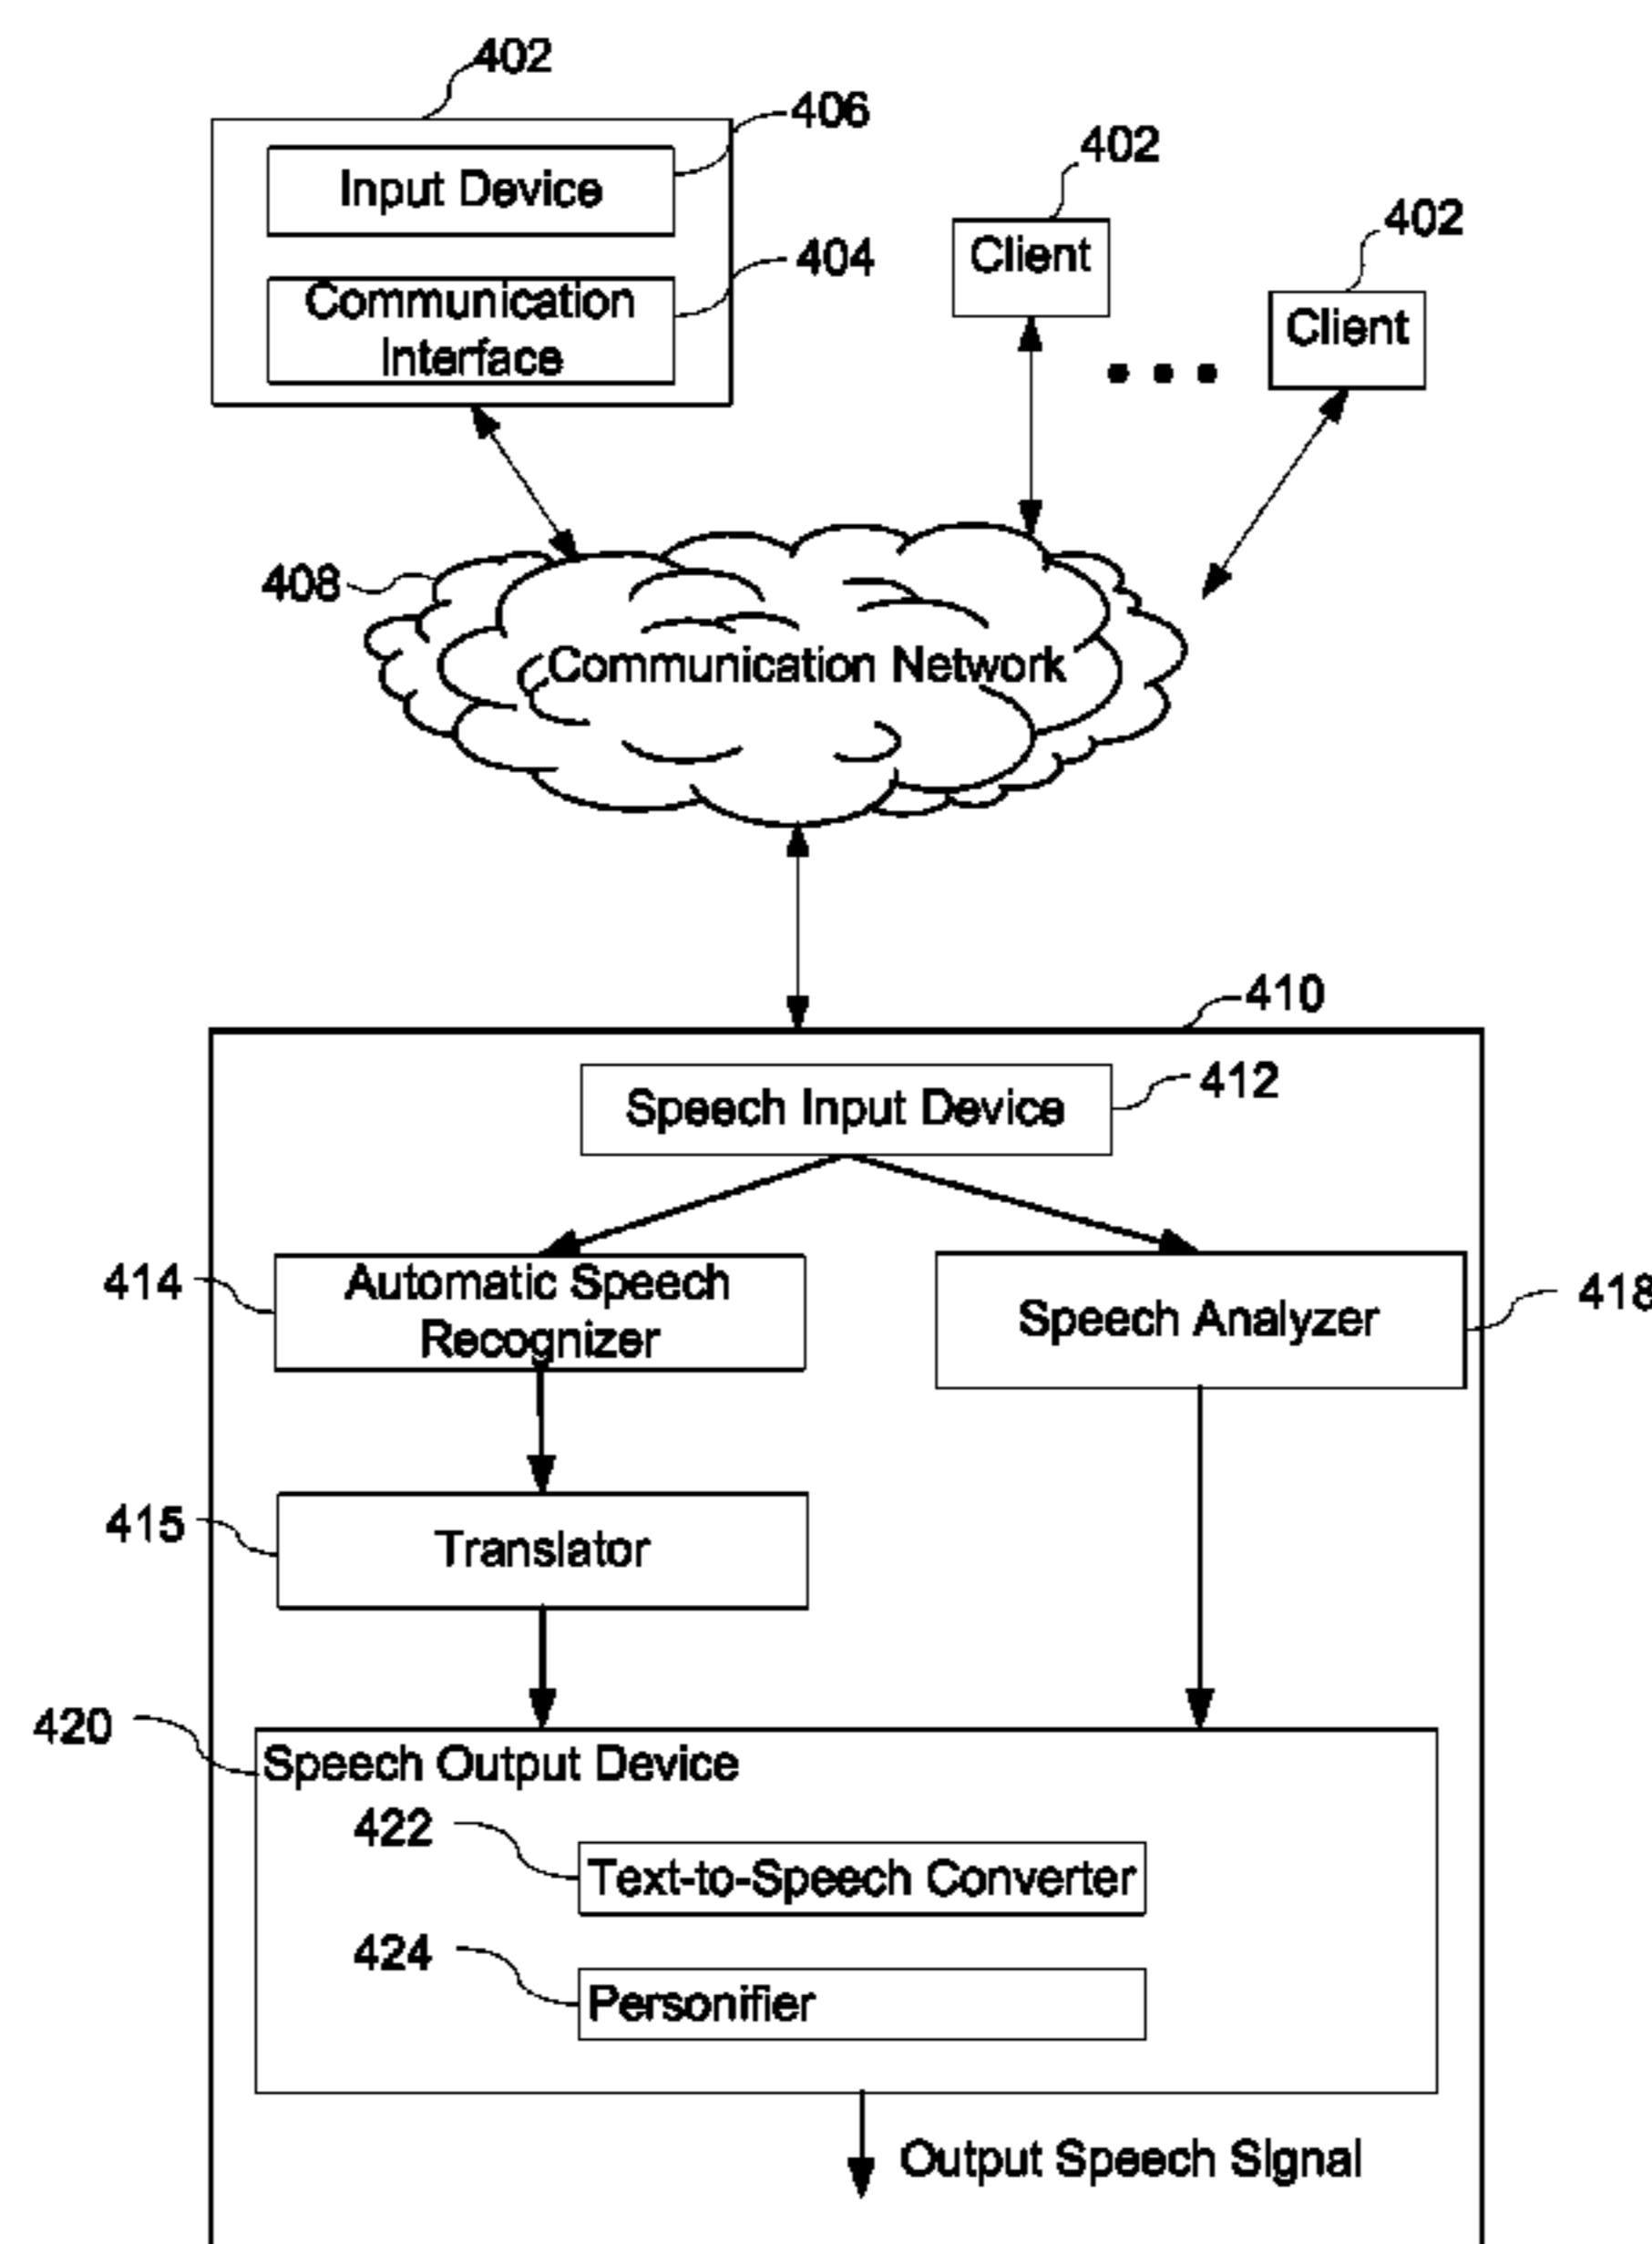 402
406
Input Device
402
402
404
Client
Communication
Interface
Client
408
Communication Network
410
412
Speech Input Device
414
Automatic Speech
Recognizer
418
Speech Analyzer
415
Translator
420
Speech Output Device
422
Text-to-Speech Converter
424
Personifier
Output Speech Signal